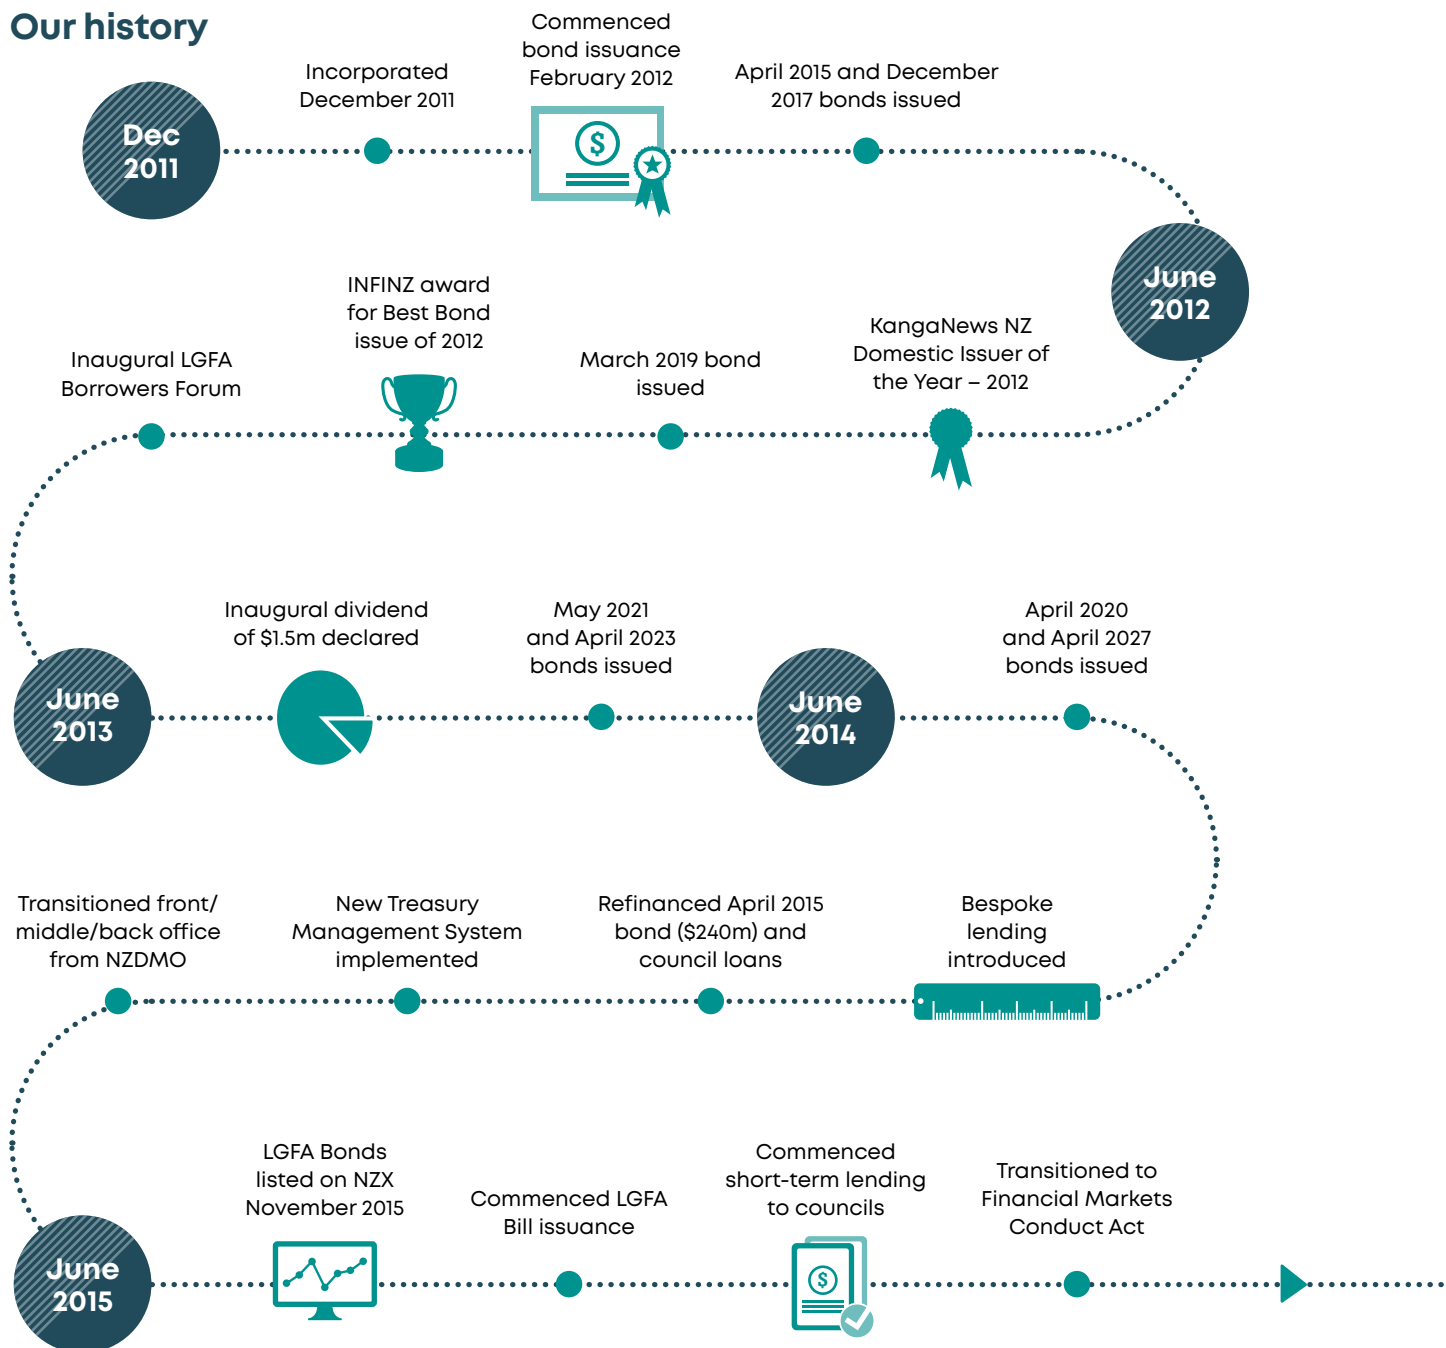 Our history
Dec
2011
Incorporated
December 2011
Commenced
bond issuance
February 2012
$
April 2015 and December
2017 bonds issued
June
2012
KangaNews NZ
Domestic Issuer of
the Year – 2012
March 2019 bond
issued
INFINZ award
for Best Bond
issue of 2012
Inaugural LGFA
Borrowers Forum
June
2013
Inaugural dividend
of $1.5m declared
May 2021
and April 2023
bonds issued
June
2014
April 2020
and April 2027
bonds issued
Bespoke
lending
introduced
Refinanced April 2015
bond ($240m) and
council loans
New Treasury
Management System
implemented
Transitioned front/
middle/back office
from NZDMO
June
2015
LGFA Bonds
listed on NZX
November 2015
Commenced LGFA
Bill issuance
Commenced
short-term lending
to councils
$
Transitioned to
Financial Markets
Conduct Act